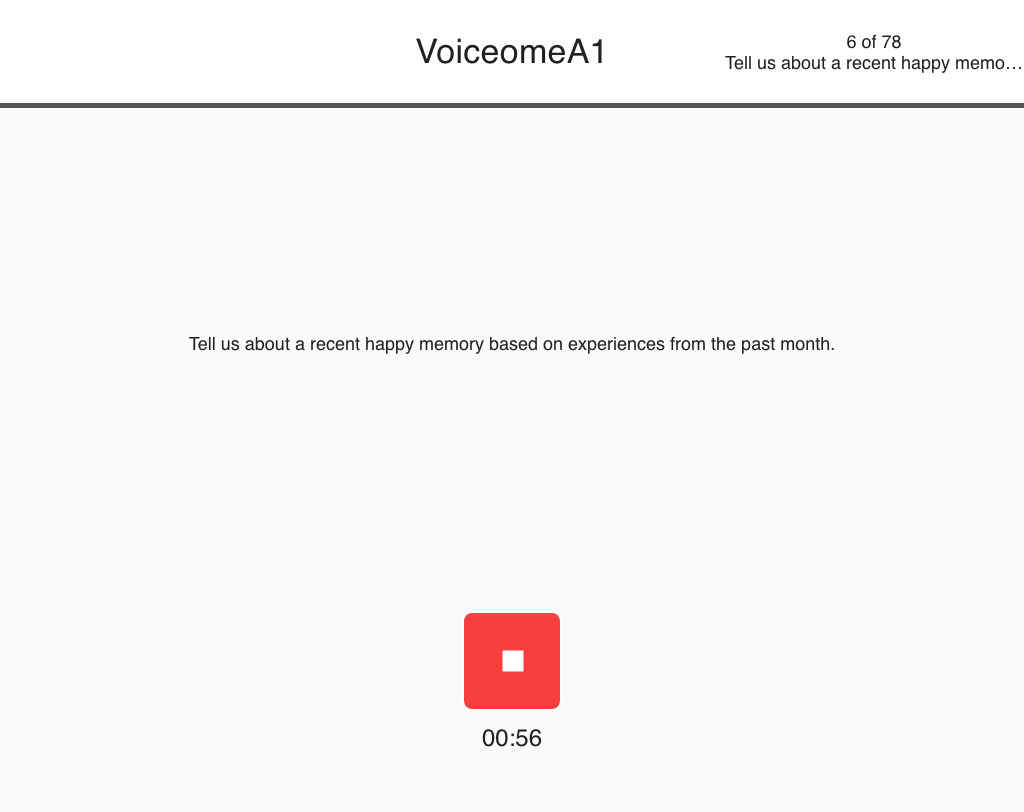 VoiceomeA1
6 of 78
Tell us about a recent happy memo…
Tell us about a recent happy memory based on experiences from the past month.
00:56